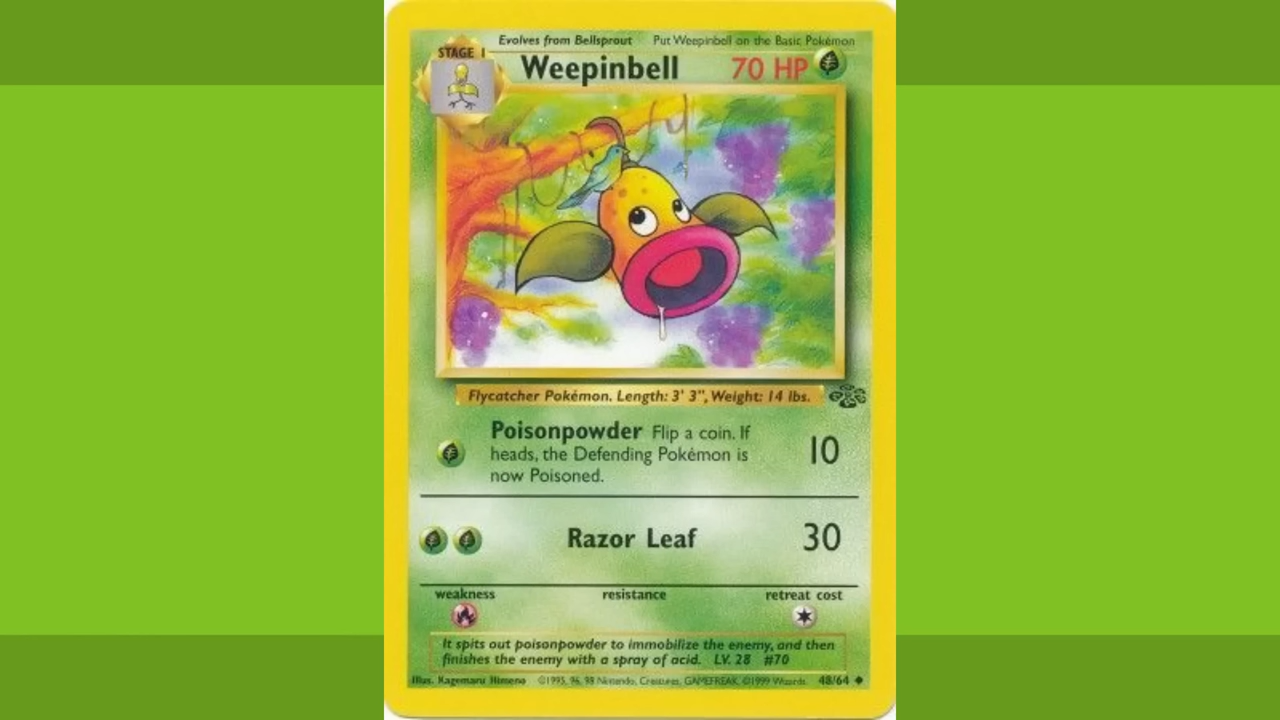 Evolves from Bellsprout Put Weepinbell on the Basic Pokémon
STAGE 1
Weepinbell 70 HP
Flycatcher Pokémon. Length: 3' 3", Weight: 14 lbs.
Poisonpowder Flip a coin. If
heads, the Defending Pokémon is
now Poisoned.
10
Razor Leaf 30
weakness resistance retreat cost
It spits out poisonpowder to immobilize the enemy, and then
finishes the enemy with a spray of acid. LV. 28 #70
Illus. Kagemaru Himeno ©1995, 96, 98 Nintendo, Creatures, GAMEFREAK. ©1999 Wizards. 48/64